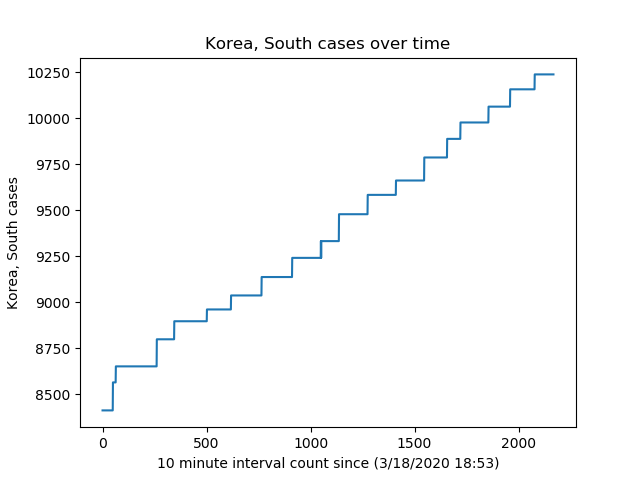 Korea, South cases over time
10250
10000
9750
9500
9250
9000
8750
8500
Korea, South cases
0 500 1000 1500 2000
10 minute interval count since (3/18/2020 18:53)